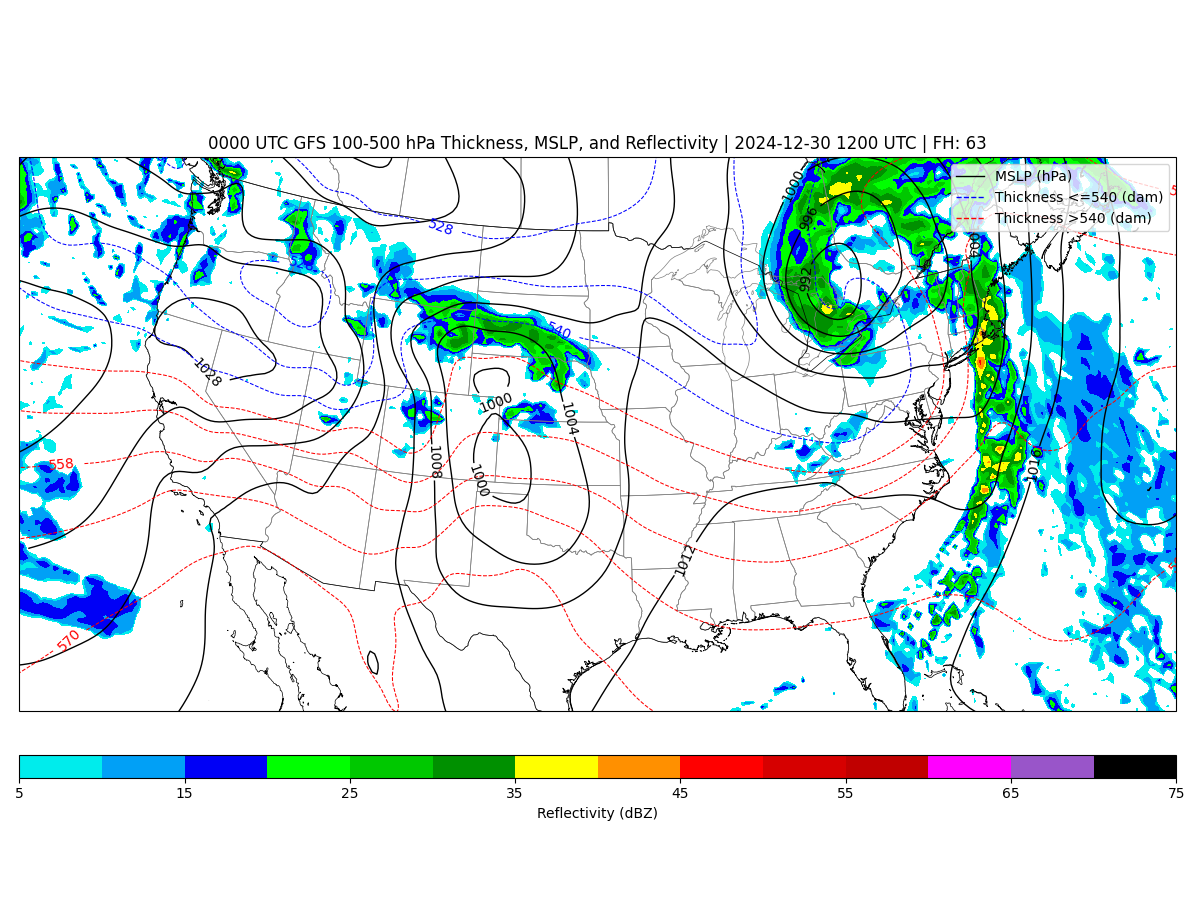 0000 UTC GFS 100-500 hPa Thickness, MSLP, and Reflectivity | 2024-12-30 1200 UTC | FH: 63
MSLP (hPa)
Thickness <=540 (dam)
Thickness >540 (dam)
1000
996
992
1004
528
540
1028
1000
1004
1008
1000
558
1016
1012
570
5 15 25 35 45 55 65 75
Reflectivity (dBZ)